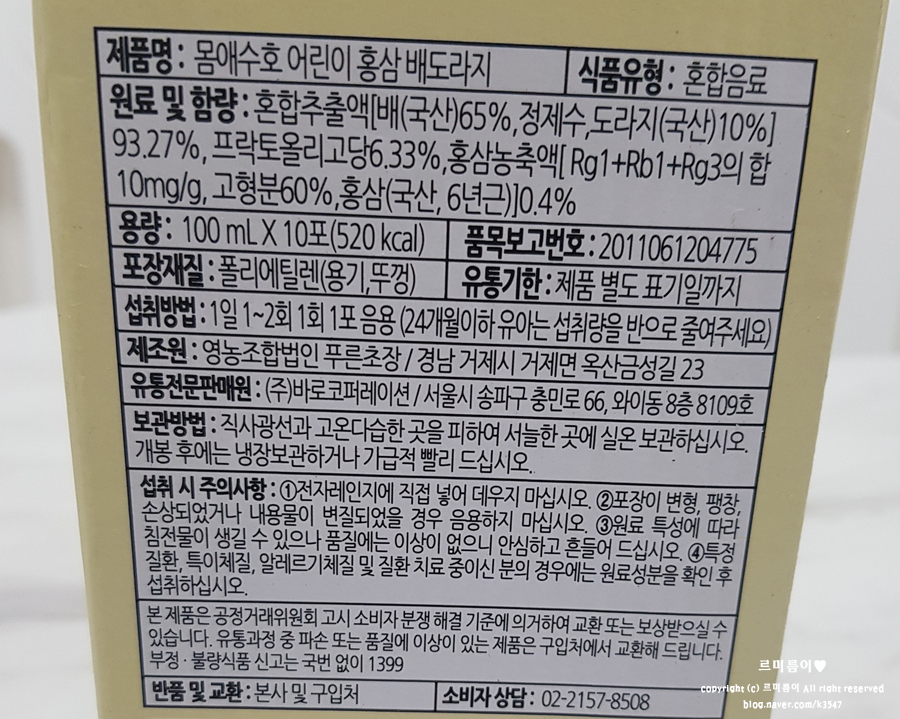 제품명 : 몸애수호 어린이 홍삼 배도라지 식품유형 : 혼합음료
원료 및 함량 : 혼합추출액[배(국산)65%,정제수,도라지(국산)10%]
93.27%, 프락토올리고당6.33%,홍삼농축액[ Rg1+Rb1+Rg3의 합
10mg/g, 고형분60%,홍삼(국산, 6년근)]0.4%
용량 : 100 mL X 10포(520 kcal) 품목보고번호 : 2011061204775
포장재질 : 폴리에틸렌(용기,뚜껑) 유통기한 : 제품 별도 표기일까지
섭취방법 : 1일 1~2회 1회 1포 음용 (24개월이하 유아는 섭취량을 반으로 줄여주세요)
제조원 : 영농조합법인 푸른초장 / 경남 거제시 거제면 옥산금성길 23
유통전문판매원 : (주)바로코퍼레이션 / 서울시 송파구 충민로 66, 와이동 8층 8109호
보관방법 : 직사광선과 고온다습한 곳을 피하여 서늘한 곳에 실온 보관하십시오.
개봉 후에는 냉장보관하거나 가급적 빨리 드십시오.
섭취 시 주의사항 : ①전자레인지에 직접 넣어 데우지 마십시오. ②포장이 변형, 팽창,
손상되었거나 내용물이 변질되었을 경우 음용하지 마십시오. ③원료 특성에 따라
침전물이 생길 수 있으나 품질에는 이상이 없으니 안심하고 흔들어 드십시오. ④특정
질환, 특이체질, 알레르기체질 및 질환 치료 중이신 분의 경우에는 원료성분을 확인 후
섭취하십시오.
본 제품은 공정거래위원회 고시 소비자 분쟁 해결 기준에 의거하여 교환 또는 보상받으실 수
있습니다. 유통과정 중 파손 또는 품질에 이상이 있는 제품은 구입처에서 교환해 드립니다.
부정 · 불량식품 신고는 국번 없이 1399
반품 및 교환 : 본사 및 구입처 소비자 상담 : 02-2157-8508
르미쁨이♥
copyright (c) 르미쁨이 All right reserved
blog.naver.com/k3547